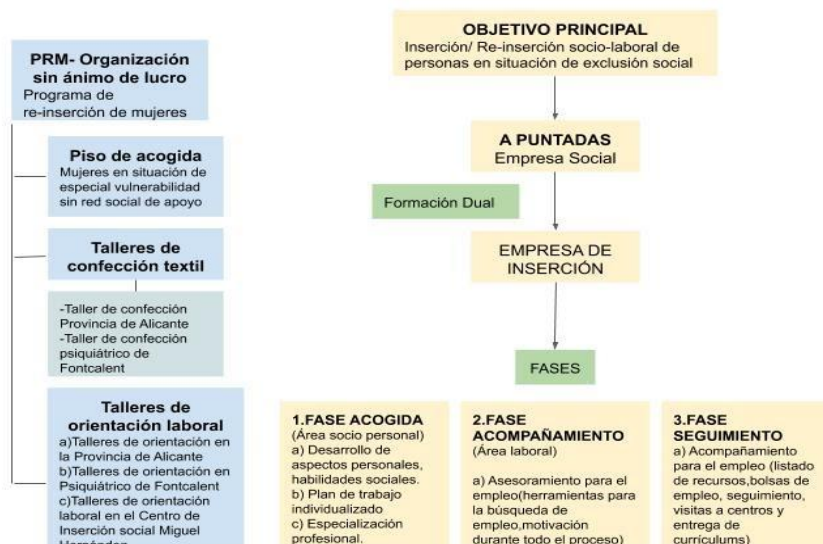 PRM- Organización
sin ánimo de lucro
Programa de
re-inserción de mujeres
Piso de acogida
Mujeres en situación de
especial vulnerabilidad
sin red social de apoyo
Talleres de
confección textil
-Taller de confección
Provincia de Alicante
-Taller de confección
psiquiátrico de
Fontcalent
Talleres de
orientación laboral
a)Talleres de orientación en
la Provincia de Alicante
b)Talleres de orientación en
Psiquiátrico de Fontcalent
c)Talleres de orientación
laboral en el Centro de
Inserción social Miguel
OBJETIVO PRINCIPAL
Inserción/ Re-inserción socio-laboral de
personas en situación de exclusión social
A PUNTADAS
Empresa Social
Formación Dual
EMPRESA DE
INSERCIÓN
FASES
1.FASE ACOGIDA
(Área socio personal)
a) Desarrollo de
aspectos personales,
habilidades sociales.
b) Plan de trabajo
individualizado
c) Especialización
profesional.
2.FASE
ACOMPAÑAMIENTO
(Área laboral)
a) Asesoramiento para el
empleo(herramientas para
la búsqueda de
empleo,motivación
durante todo el proceso)
3.FASE
SEGUIMIENTO
a) Acompañamiento
para el empleo (listado
de recursos,bolsas de
empleo, seguimiento,
visitas a centros y
entrega de
currículums)